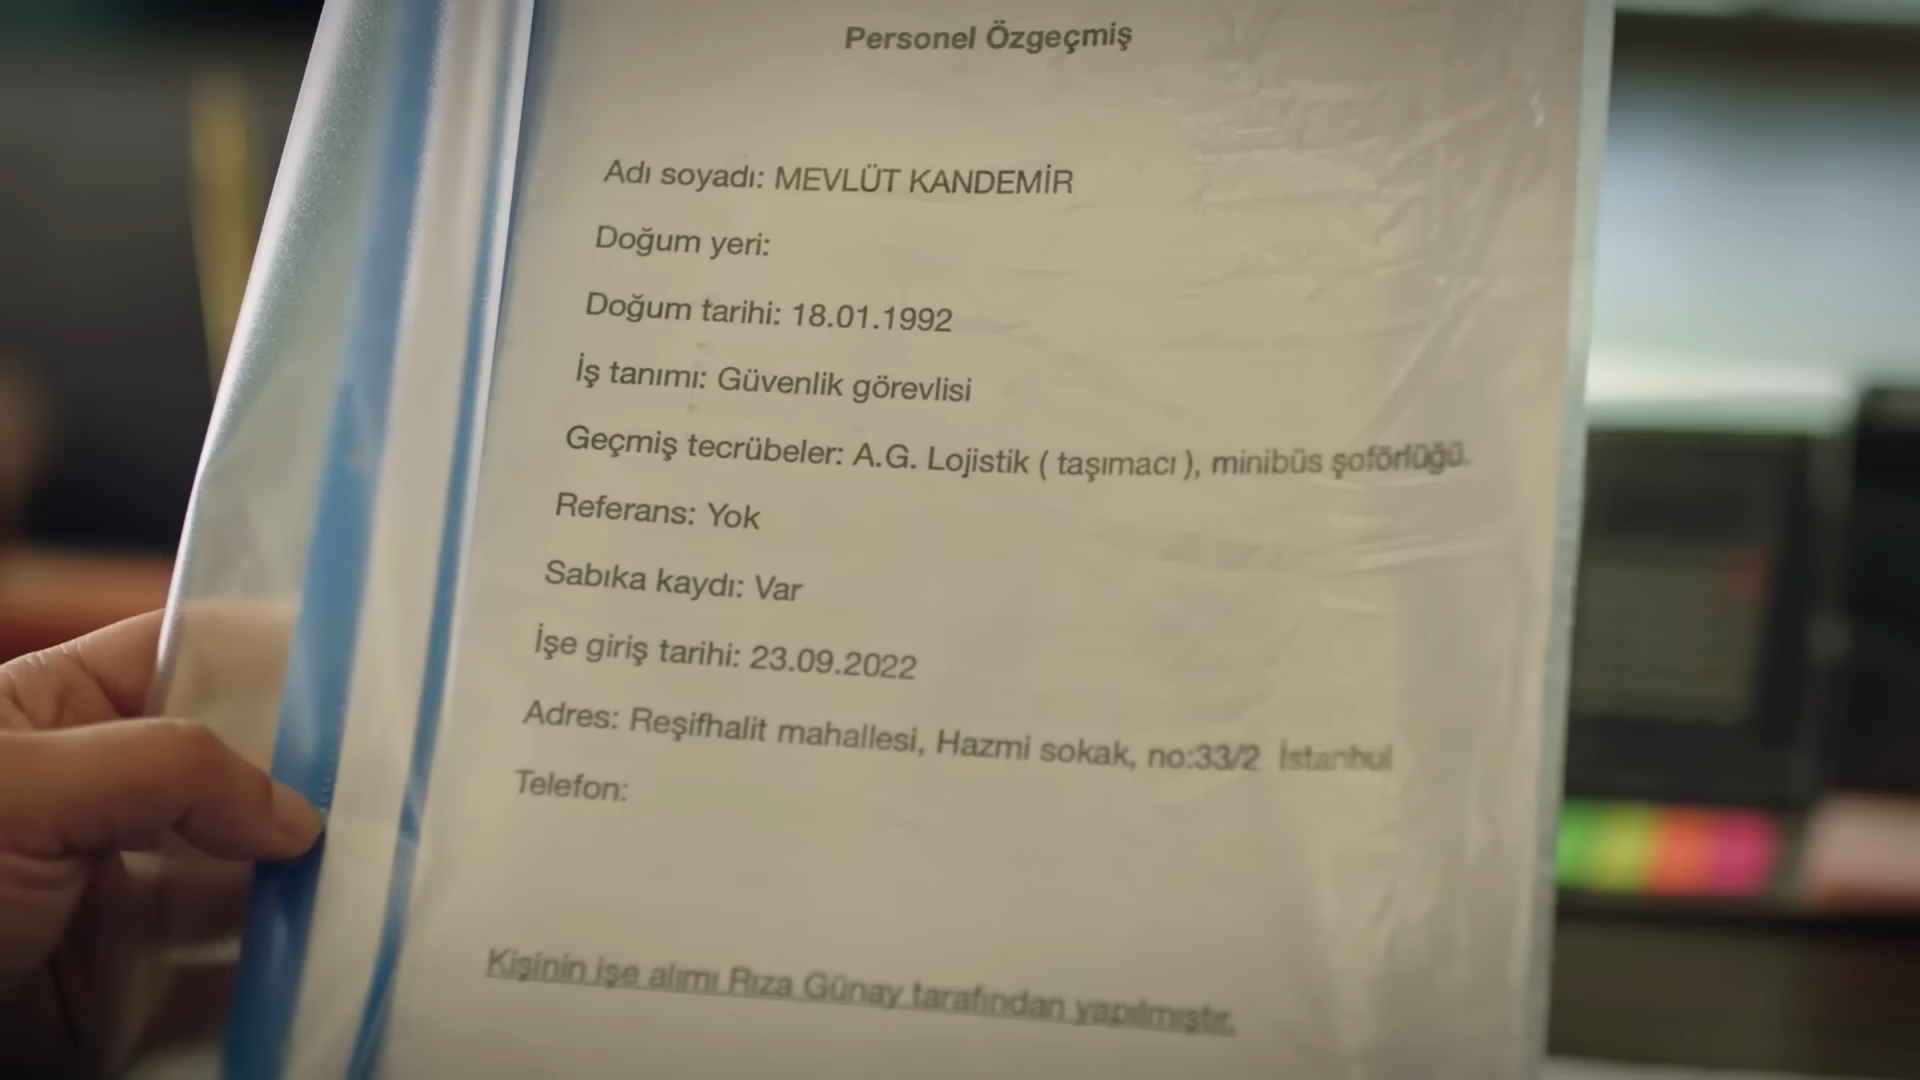 Personel Özgeçmiş
Adı soyadı: MEVLÜT KANDEMİR
Doğum yeri:
Doğum tarihi: 18.01.1992
İş tanımı: Güvenlik görevlisi
Geçmiş tecrübeler: A.G. Lojistik ( taşımacı ), minibüs şoförlüğü.
Referans: Yok
Sabıka kaydı: Var
İşe giriş tarihi: 23.09.2022
Adres: Reşifhalit mahallesi, Hazmi sokak, no:33/2 İstanbul
Telefon:
Kişinin işe alımı Rıza Günay tarafından yapılmıştır.